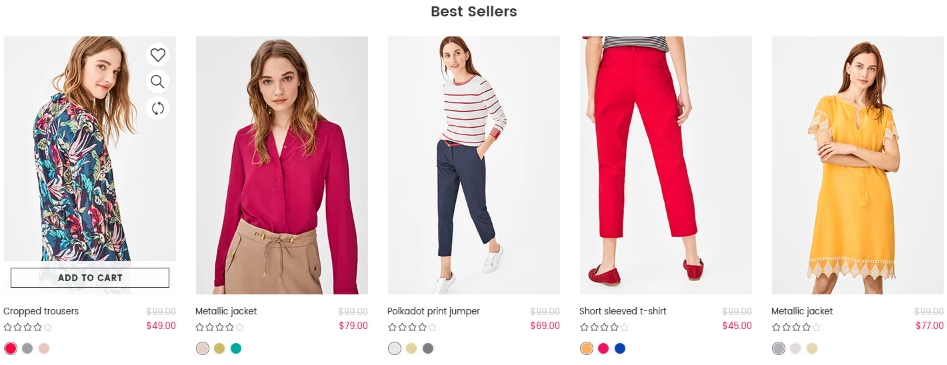 Best Sellers
ADD TO CART
Cropped trousers $99.00
$49.00
Metallic jacket $99.00
$79.00
Polkadot print jumper $99.00
$69.00
Short sleeved t-shirt $99.00
$45.00
Metallic jacket $99.00
$77.00